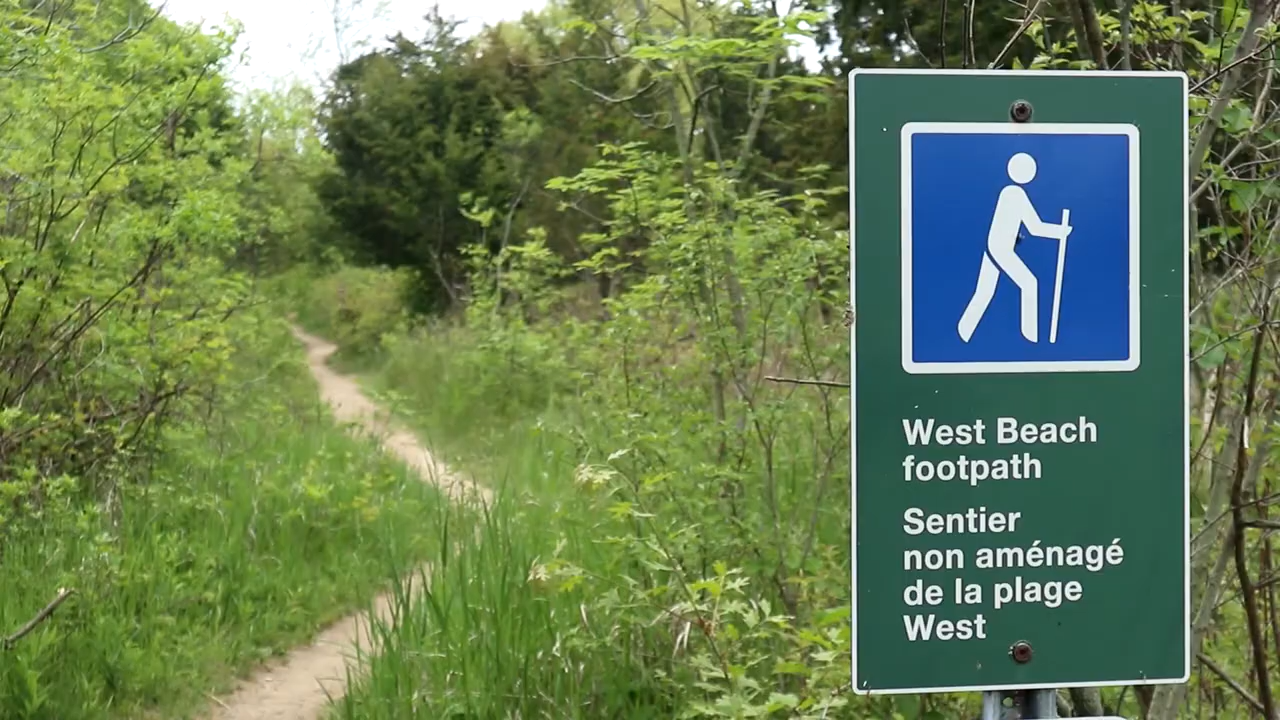 West Beach
footpath
Sentier
non aménagé
de la plage
West